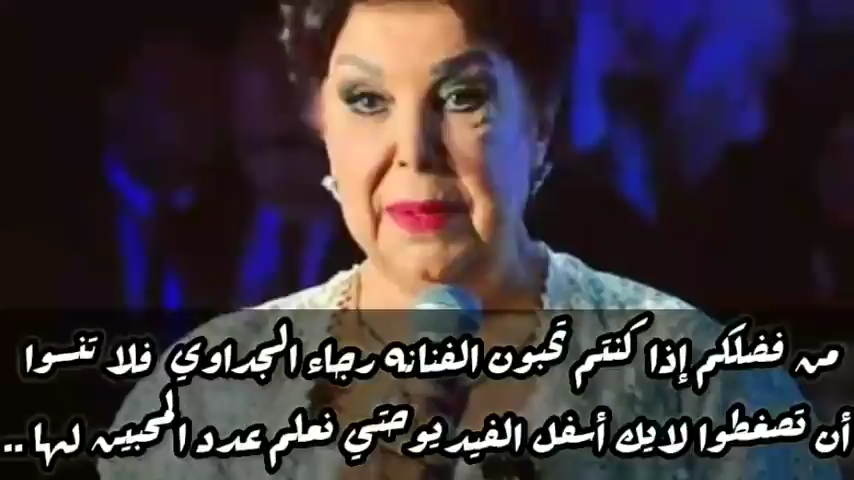 من فضلكم إذا كنتم تحبون الفنانه رجاء الجداوي فلا تنسوا
أن تضغطوا لايك أسفل الفيديو حتي نعلم عدد المحبين لها ..